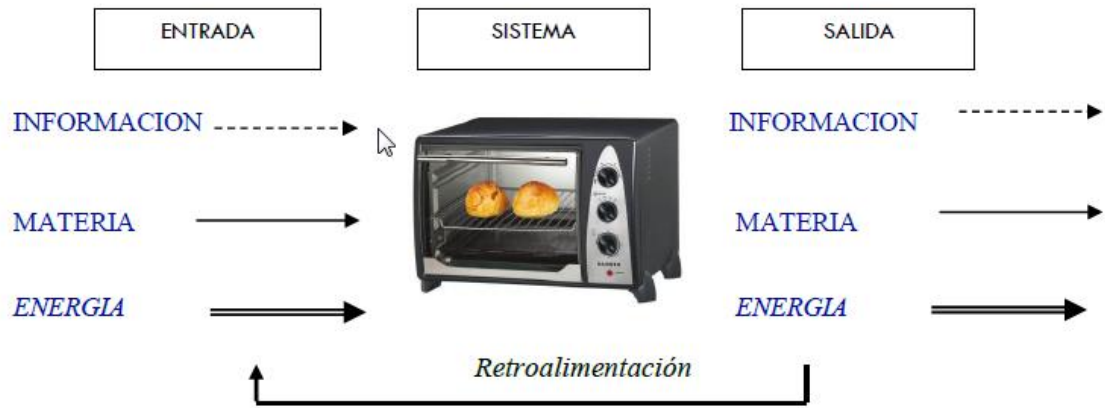 ENTRADA
SISTEMA
SALIDA
INFORMACION
INFORMACION
MATERIA
MATERIA
ENERGIA
ENERGIA
Retroalimentación